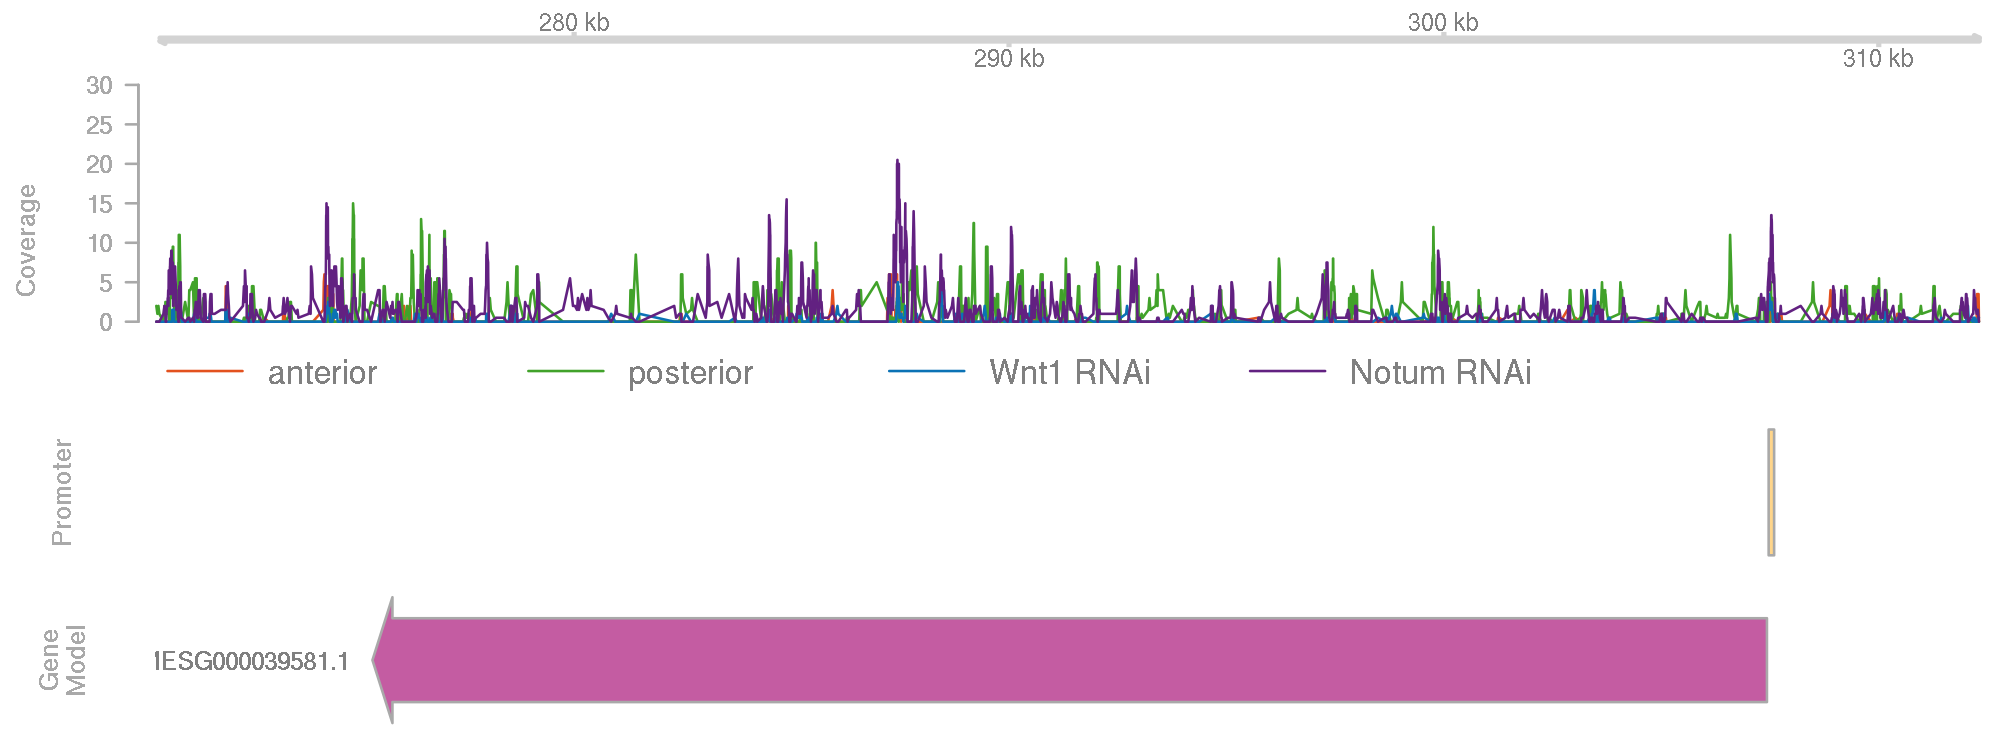 280 kb
300 kb
290 kb
310 kb
Coverage
30
25
20
15
10
5
0
anterior
posterior
Wnt1 RNAi
Notum RNAi
Promoter
Gene
Model
IESG000039581.1